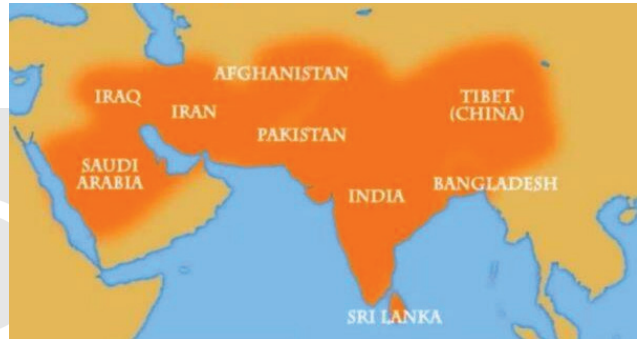 AFGHANISTAN
IRAQ
IRAN
TIBET
(CHINA)
PAKISTAN
SAUDI
ARABIA
INDIA
BANGLADESH
SRI LANKA